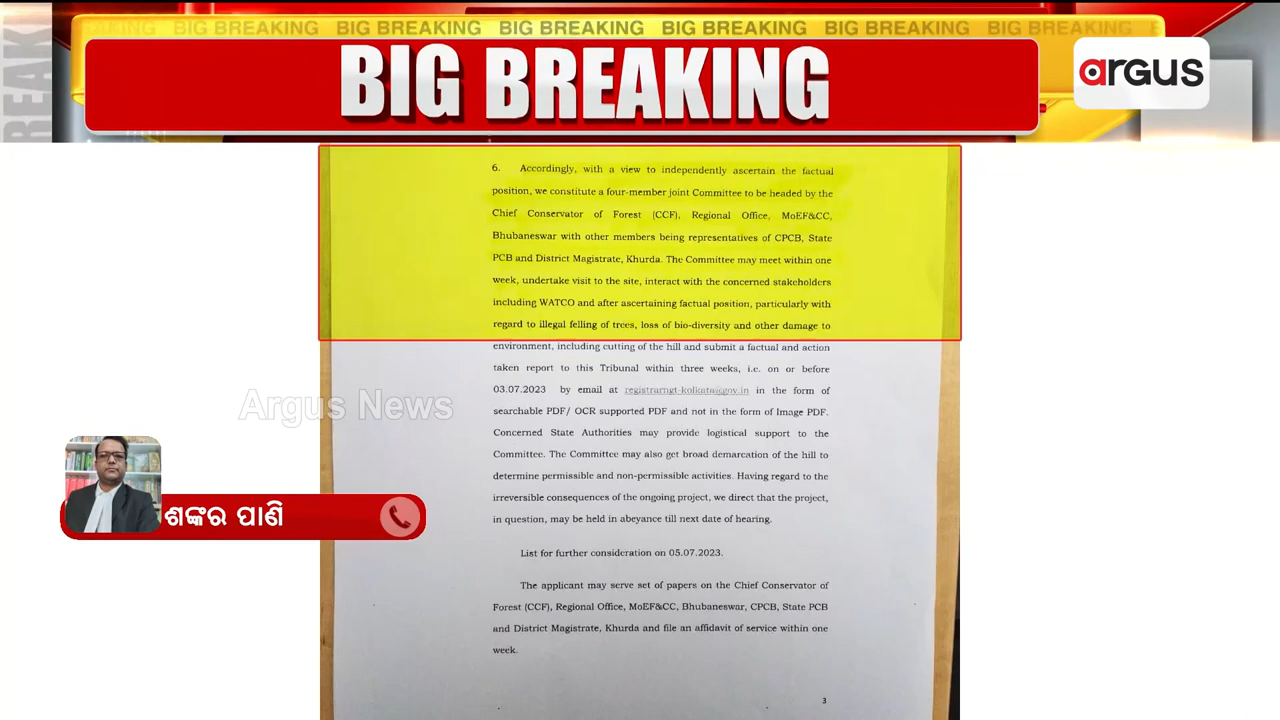 BREAKING BIG BREAKING BIG BREAKING BIG BREAKING BIG BREAKING BIG BREAKING BIG BREAKING
BREAK
BIG BREAKING
argus
6. Accordingly, with a view to independently ascertain the factual
position, we constitute a four-member joint Committee to be headed by the
Chief Conservator of Forest (CCF), Regional Office, MoEF&CC,
Bhubaneswar with other members being representatives of CPCB, State
PCB and District Magistrate, Khurda. The Committee may meet within one
week, undertake visit to the site, interact with the concerned stakeholders
including WATCO and after ascertaining factual position, particularly with
regard to illegal felling of trees, loss of bio-diversity and other damage to
environment, including cutting of the hill and submit a factual and action
taken report to this Tribunal within three weeks, i.e. on or before
03.07.2023 by email at registrarngt-kolkata@gov.in in the form of
searchable PDF/ OCR supported PDF and not in the form of Image PDF.
Concerned State Authorities may provide logistical support to the
Committee. The Committee may also get broad demarcation of the hill to
determine permissible and non-permissible activities. Having regard to the
irreversible consequences of the ongoing project, we direct that the project,
in question, may be held in abeyance till next date of hearing.
List for further consideration on 05.07.2023.
The applicant may serve set of papers on the Chief Conservator of
Forest (CCF), Regional Office, MoEF&CC, Bhubaneswar, CPCB, State PCB
and District Magistrate, Khurda and file an affidavit of service within one
week.
3
Argus News
ଶଙ୍କର ପାଣି